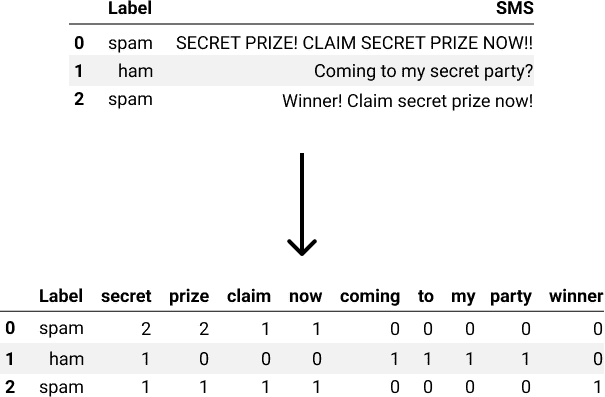 Label SMS
0 spam SECRET PRIZE! CLAIM SECRET PRIZE NOW!!
1 ham Coming to my secret party?
2 spam Winner! Claim secret prize now!
Label secret prize claim now coming to my party winner
0 spam 2 2 1 1 0 0 0 0 0
1 ham 1 0 0 0 1 1 1 1 0
2 spam 1 1 1 1 0 0 0 0 1